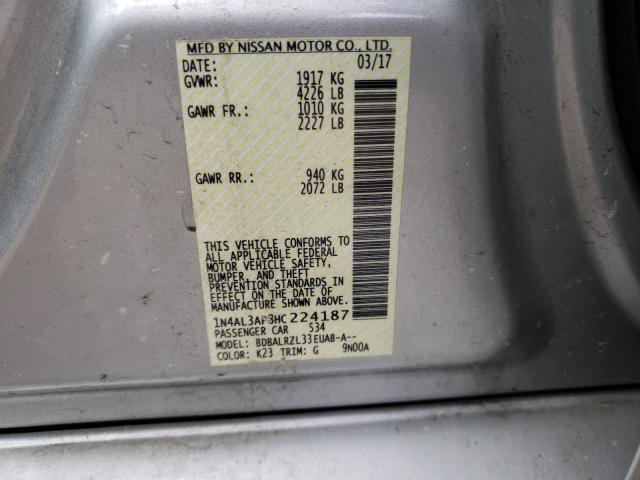 MFD BY NISSAN MOTOR CO., LTD.
DATE: 03/17
GVWR: 1917 KG
4226 LB
GAWR FR.: 1010 KG
2227 LB
GAWR RR.: 940 KG
2072 LB
THIS VEHICLE CONFORMS TO
ALL APPLICABLE FEDERAL
MOTOR VEHICLE SAFETY,
BUMPER, AND THEFT
PREVENTION STANDARDS
IN EFFECT ON THE DATE OF
MANUFACTURE SHOWN ABOVE.
1N4AL3AP3HC224187
PASSENGER CAR 534
MODEL: BDBALRZL33EUAB-A--
COLOR: K23 TRIM: G 9N00A